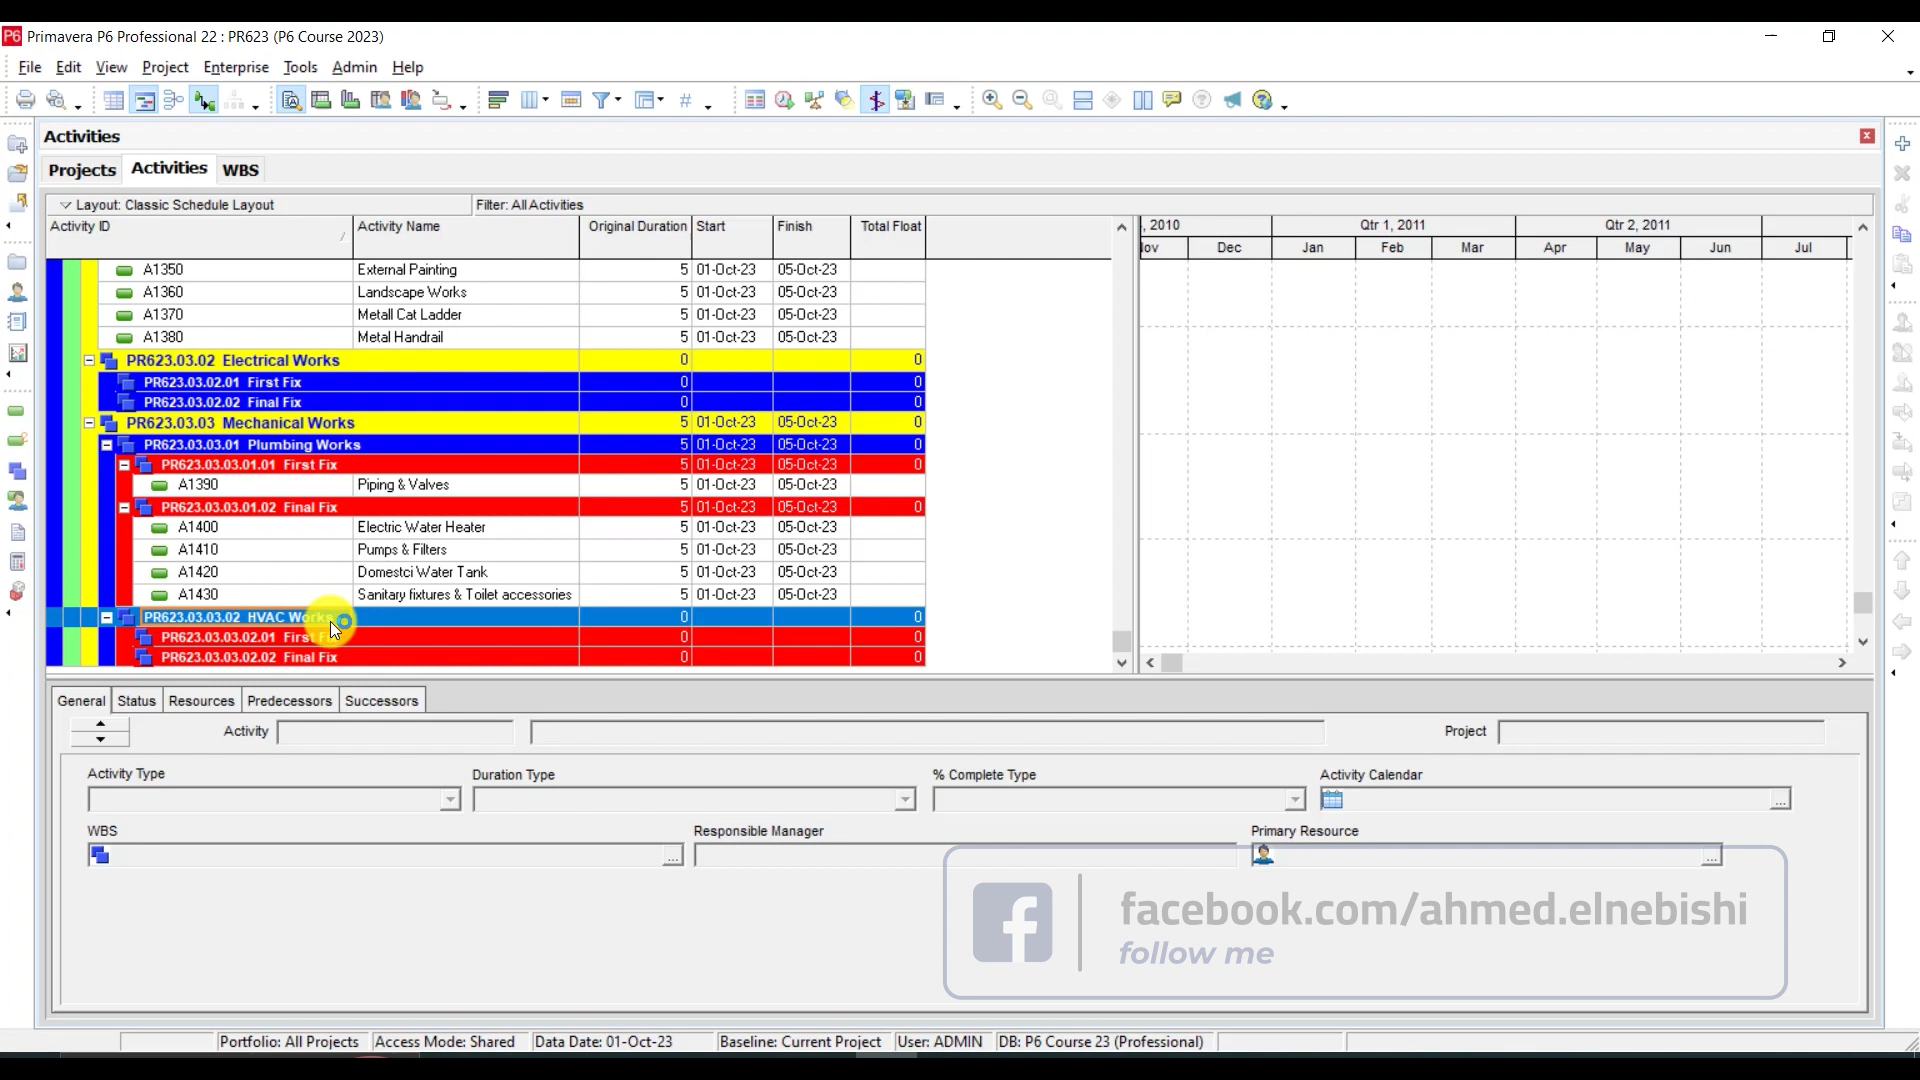 P6 Primavera P6 Professional 22 : PR623 (P6 Course 2023)
File Edit View Project Enterprise Tools Admin Help
Activities
Projects Activities WBS
Layout: Classic Schedule Layout Filter: All Activities
Activity ID Activity Name Original Duration Start Finish Total Float
, 2010 Qtr 1, 2011 Qtr 2, 2011
lov Dec Jan Feb Mar Apr May Jun Jul
A1350 External Painting 5 01-Oct-23 05-Oct-23
A1360 Landscape Works 5 01-Oct-23 05-Oct-23
A1370 Metall Cat Ladder 5 01-Oct-23 05-Oct-23
A1380 Metal Handrail 5 01-Oct-23 05-Oct-23
PR623.03.02 Electrical Works 0 0
PR623.03.02.01 First Fix 0 0
PR623.03.02.02 Final Fix 0 0
PR623.03.03 Mechanical Works 5 01-Oct-23 05-Oct-23 0
PR623.03.03.01 Plumbing Works 5 01-Oct-23 05-Oct-23 0
PR623.03.03.01.01 First Fix 5 01-Oct-23 05-Oct-23 0
A1390 Piping & Valves 5 01-Oct-23 05-Oct-23
PR623.03.03.01.02 Final Fix 5 01-Oct-23 05-Oct-23 0
A1400 Electric Water Heater 5 01-Oct-23 05-Oct-23
A1410 Pumps & Filters 5 01-Oct-23 05-Oct-23
A1420 Domestci Water Tank 5 01-Oct-23 05-Oct-23
A1430 Sanitary fixtures & Toilet accessories 5 01-Oct-23 05-Oct-23
PR623.03.03.02 HVAC Works 0 0
PR623.03.03.02.01 First Fix 0 0
PR623.03.03.02.02 Final Fix 0 0
General Status Resources Predecessors Successors
Activity Project
Activity Type Duration Type % Complete Type Activity Calendar
WBS Responsible Manager Primary Resource
facebook.com/ahmed.elnebishi
follow me
Portfolio: All Projects Access Mode: Shared Data Date: 01-Oct-23 Baseline: Current Project User: ADMIN DB: P6 Course 23 (Professional)